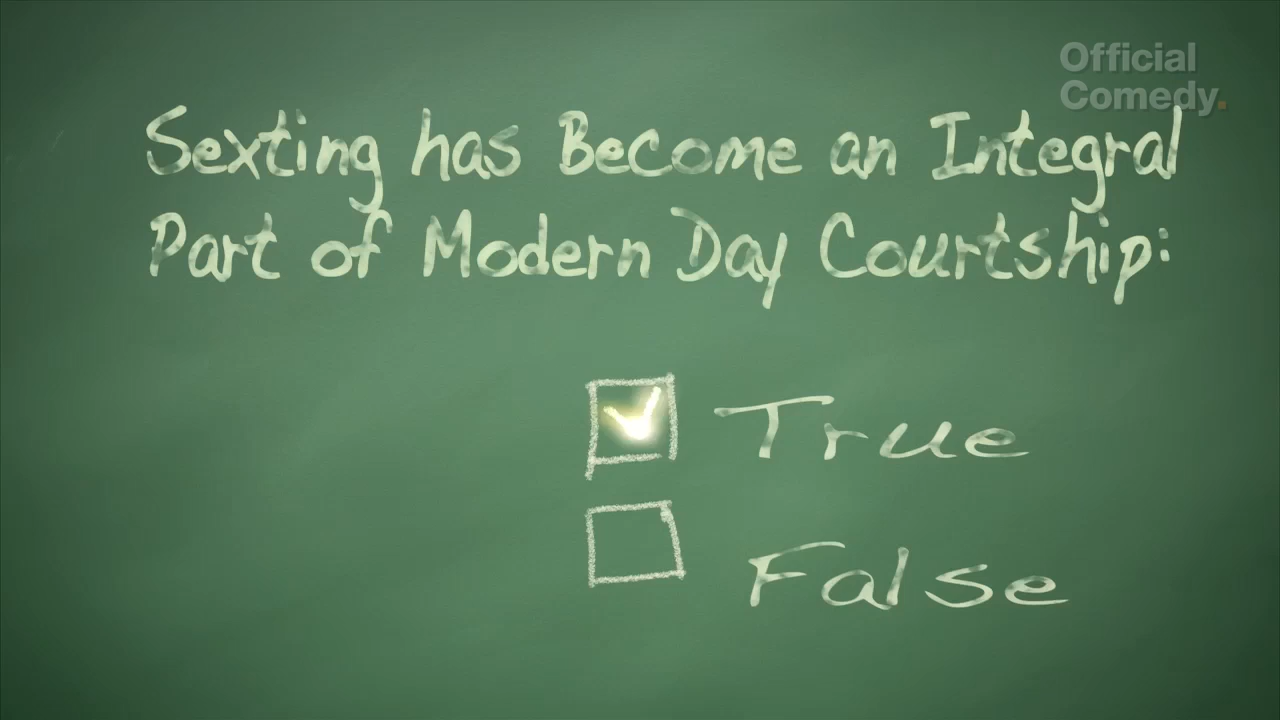 Official
Comedy.
Sexting has Become an Integral
Part of Modern Day Courtship:
True
False